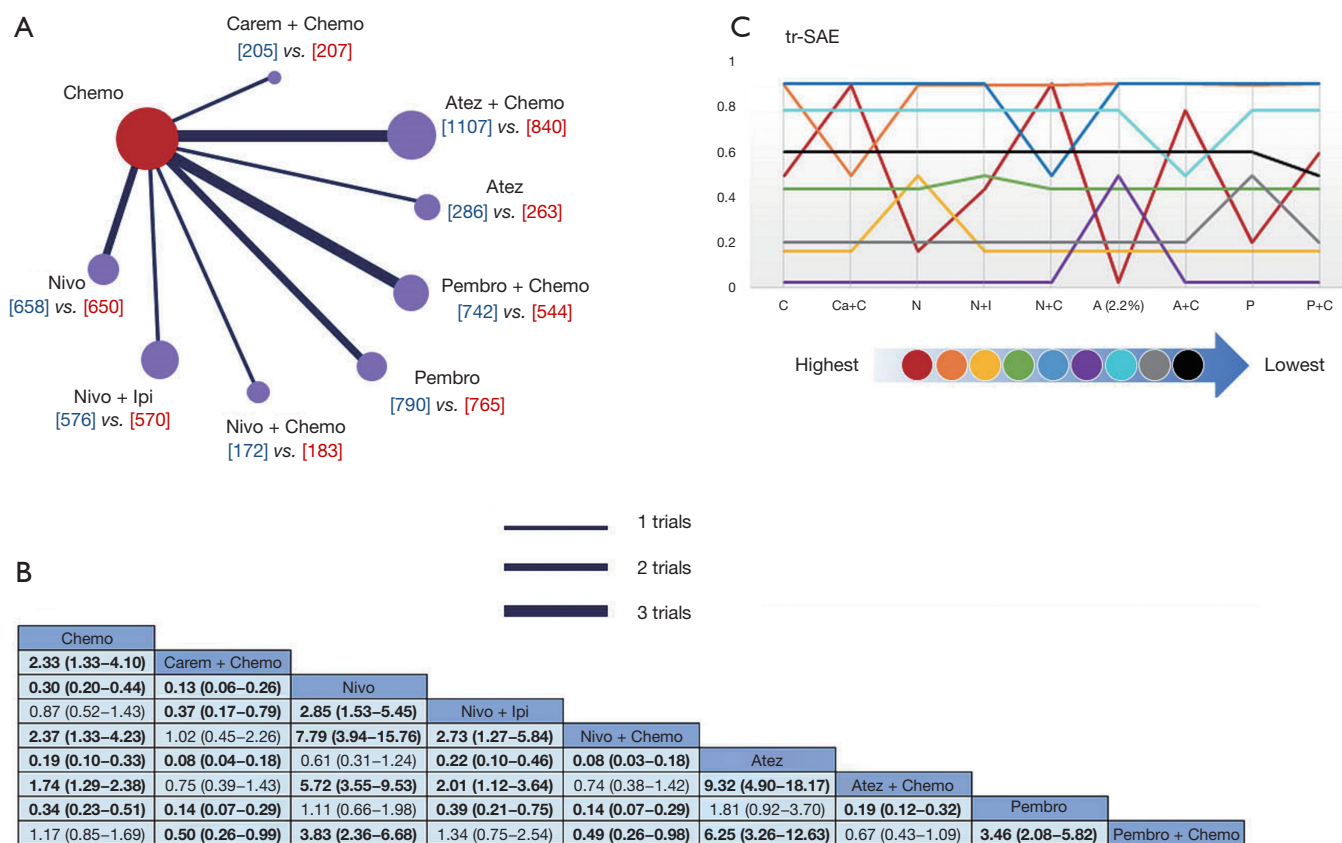 A
Carem + Chemo
[205] vs. [207]
Chemo
Atez + Chemo
[1107] vs. [840]
Atez
[286] vs. [263]
Pembro + Chemo
[742] vs. [544]
Pembro
[790] vs. [765]
Nivo + Chemo
[172] vs. [183]
Nivo + Ipi
[576] vs. [570]
Nivo
[658] vs. [650]
C
tr-SAE
1
0.8
0.6
0.4
0.2
0
C Ca+C N N+I N+C A (2.2%) A+C P P+C
Highest Lowest
1 trials
2 trials
3 trials
B
Chemo
2.33 (1.33–4.10) Carem + Chemo
0.30 (0.20–0.44) 0.13 (0.06–0.26) Nivo
0.87 (0.52–1.43) 0.37 (0.17–0.79) 2.85 (1.53–5.45) Nivo + Ipi
2.37 (1.33–4.23) 1.02 (0.45–2.26) 7.79 (3.94–15.76) 2.73 (1.27–5.84) Nivo + Chemo
0.19 (0.10–0.33) 0.08 (0.04–0.18) 0.61 (0.31–1.24) 0.22 (0.10–0.46) 0.08 (0.03–0.18) Atez
1.74 (1.29–2.38) 0.75 (0.39–1.43) 5.72 (3.55–9.53) 2.01 (1.12–3.64) 0.74 (0.38–1.42) 9.32 (4.90–18.17) Atez + Chemo
0.34 (0.23–0.51) 0.14 (0.07–0.29) 1.11 (0.66–1.98) 0.39 (0.21–0.75) 0.14 (0.07–0.29) 1.81 (0.92–3.70) 0.19 (0.12–0.32) Pembro
1.17 (0.85–1.69) 0.50 (0.26–0.99) 3.83 (2.36–6.68) 1.34 (0.75–2.54) 0.49 (0.26–0.98) 6.25 (3.26–12.63) 0.67 (0.43–1.09) 3.46 (2.08–5.82) Pembro + Chemo